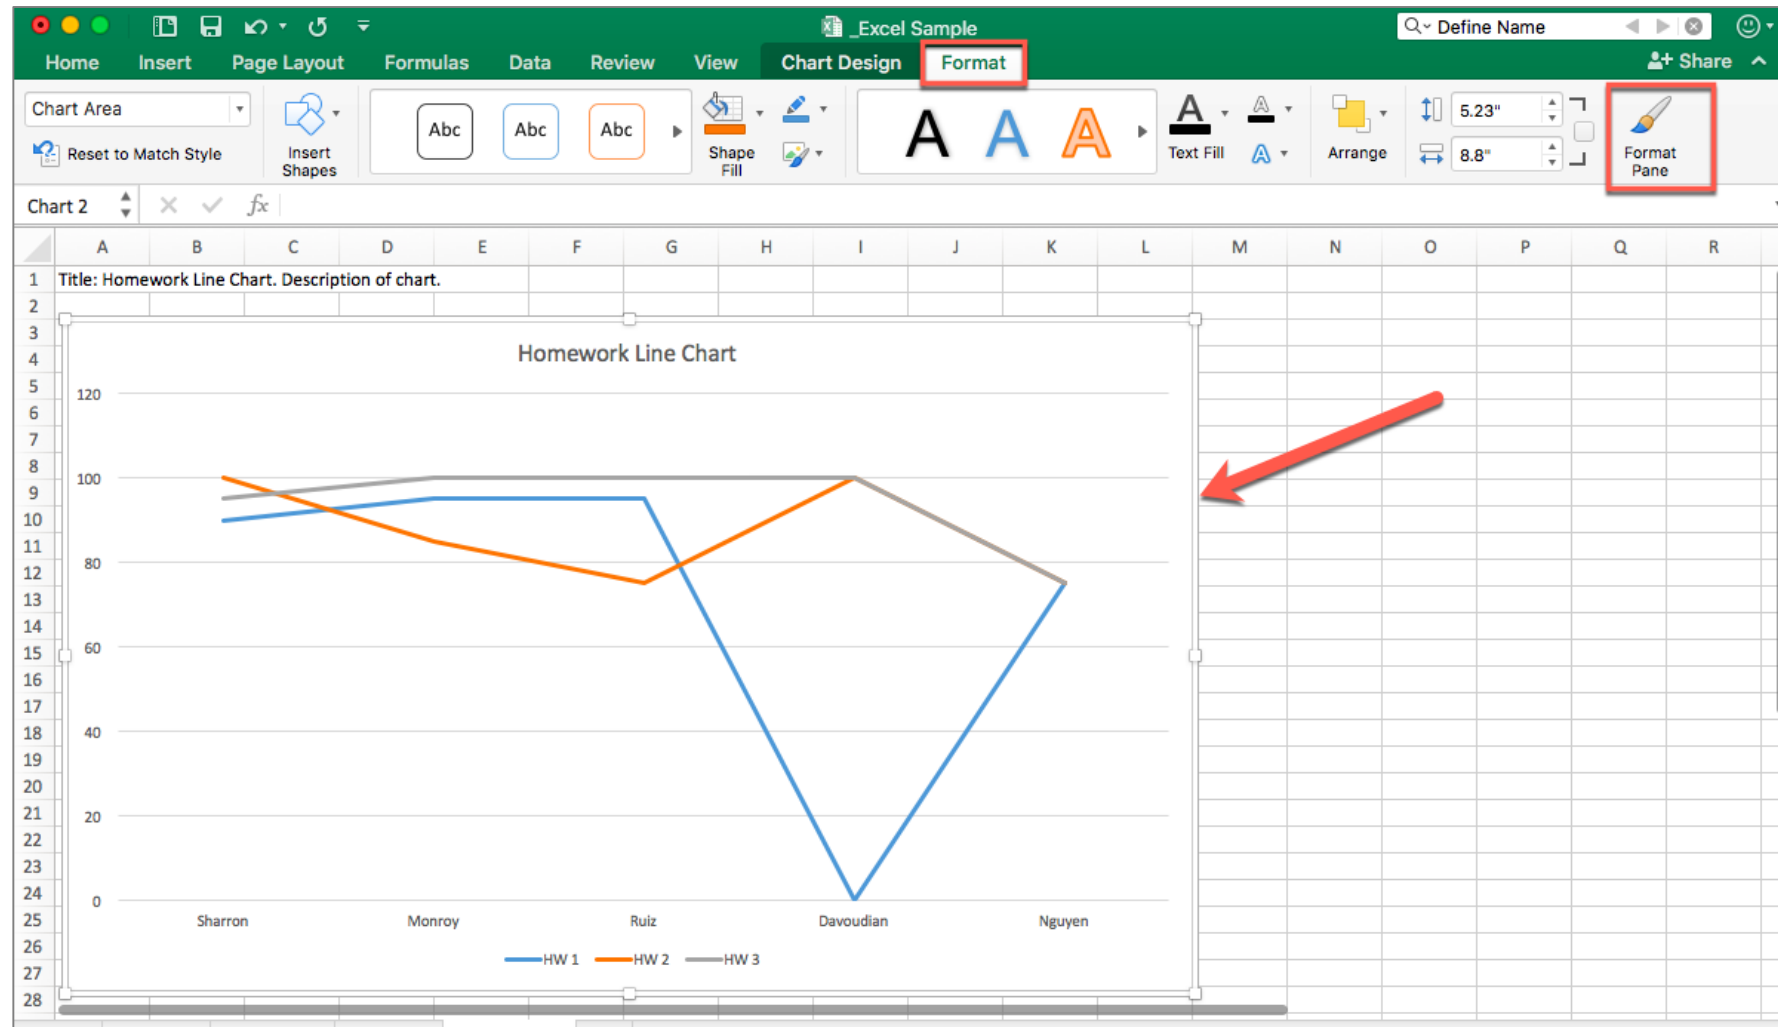 _Excel Sample
Define Name
Home Insert Page Layout Formulas Data Review View Chart Design Format Share
Chart Area
Reset to Match Style
Insert Shapes
Abc Abc Abc
Shape Fill
A A A
A
Text Fill
A
A
Arrange
5.23"
8.8"
Format Pane
Chart 2 fx
A B C D E F G H I J K L M N O P Q R
1 Title: Homework Line Chart. Description of chart.
2
3
4
5
6
7
8
9
10
11
12
13
14
15
16
17
18
19
20
21
22
23
24
25
26
27
28
Homework Line Chart
120
100
80
60
40
20
0
Sharron Monroy Ruiz Davoudian Nguyen
HW 1 HW 2 HW 3